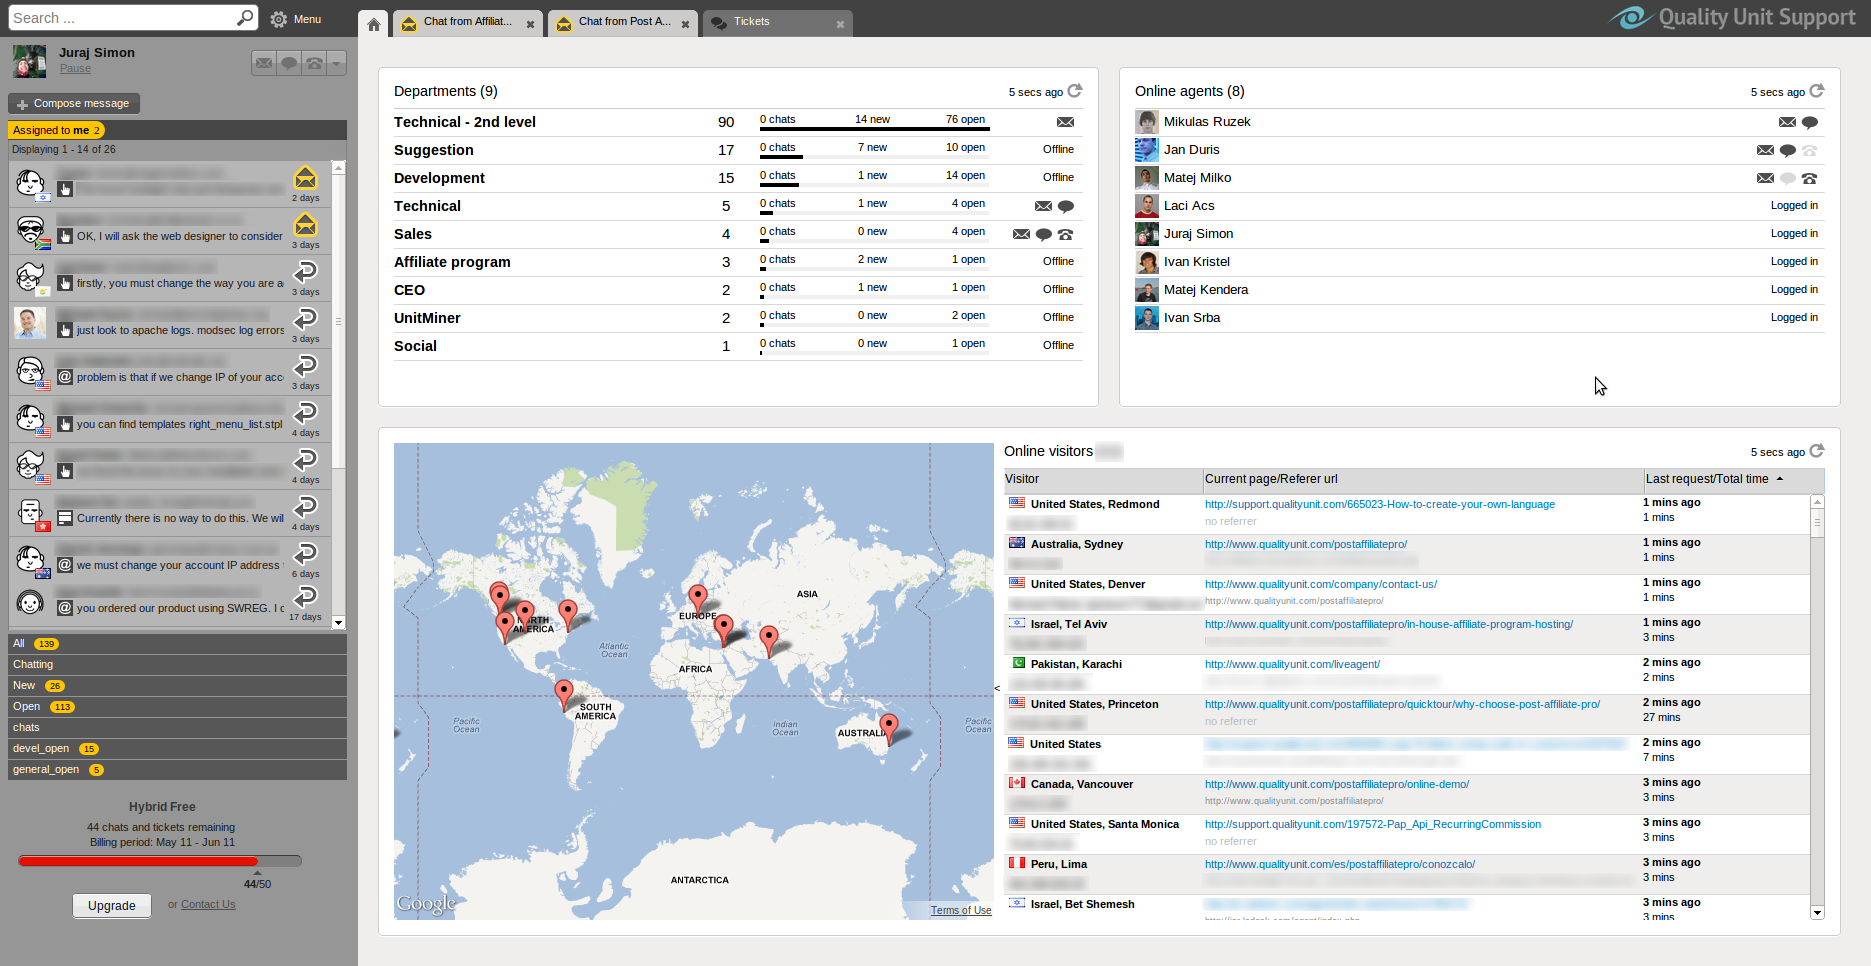 Search ...
Menu
Chat from Affiliat...
Chat from Post A...
Tickets
Quality Unit Support
Juraj Simon
Pause
Compose message
Assigned to me 2
Displaying 1 - 14 of 26
2 days
OK, I will ask the web designer to consider
3 days
firstly, you must change the way you are a
3 days
just look to apache logs. modsec log errors
3 days
problem is that if we change IP of your acc
3 days
you can find templates right_menu_list.stpl
4 days
4 days
Currently there is no way to do this. We wil
4 days
we must change your account IP address
6 days
you ordered our product using SWREG. I c
17 days
All 139
Chatting
New 26
Open 113
chats
devel_open 15
general_open 5
Hybrid Free
44 chats and tickets remaining
Billing period: May 11 - Jun 11
44/50
Upgrade or Contact Us
Departments (9) 5 secs ago
Technical - 2nd level 90 0 chats 14 new 76 open
Suggestion 17 0 chats 7 new 10 open Offline
Development 15 0 chats 1 new 14 open Offline
Technical 5 0 chats 1 new 4 open
Sales 4 0 chats 0 new 4 open
Affiliate program 3 0 chats 2 new 1 open Offline
CEO 2 0 chats 1 new 1 open Offline
UnitMiner 2 0 chats 0 new 2 open Offline
Social 1 0 chats 0 new 1 open Offline
Online agents (8) 5 secs ago
Mikulas Ruzek
Jan Duris
Matej Milko
Laci Acs Logged in
Juraj Simon Logged in
Ivan Kristel Logged in
Matej Kendera Logged in
Ivan Srba Logged in
ASIA
EUROPE
NORTH
AMERICA
Atlantic
Ocean
AFRICA
SOUTH
AMERICA
Pacific
Ocean
Indian
Ocean
Pacific
Ocean
AUSTRALIA
ANTARCTICA
Google
Terms of Use
<
Online visitors
5 secs ago
Visitor Current page/Referer url Last request/Total time
United States, Redmond http://support.qualityunit.com/665023-How-to-create-your-own-language 1 mins ago
no referrer 1 mins
Australia, Sydney http://www.qualityunit.com/postaffiliatepro/ 1 mins ago
1 mins
United States, Denver http://www.qualityunit.com/company/contact-us/ 1 mins ago
http://www.qualityunit.com/postaffiliatepro/ 1 mins
Israel, Tel Aviv http://www.qualityunit.com/postaffiliatepro/in-house-affiliate-program-hosting/ 1 mins ago
3 mins
Pakistan, Karachi http://www.qualityunit.com/liveagent/ 2 mins ago
2 mins
United States, Princeton http://www.qualityunit.com/postaffiliatepro/quicktour/why-choose-post-affiliate-pro/ 2 mins ago
no referrer 27 mins
United States 2 mins ago
7 mins
Canada, Vancouver http://www.qualityunit.com/postaffiliatepro/online-demo/ 3 mins ago
http://www.qualityunit.com/postaffiliatepro/ 3 mins
United States, Santa Monica http://support.qualityunit.com/197572-Pap_Api_RecurringCommission 3 mins ago
no referrer 3 mins
Peru, Lima http://www.qualityunit.com/es/postaffiliatepro/conozcalo/ 3 mins ago
3 mins
Israel, Bet Shemesh 3 mins ago
3 mins